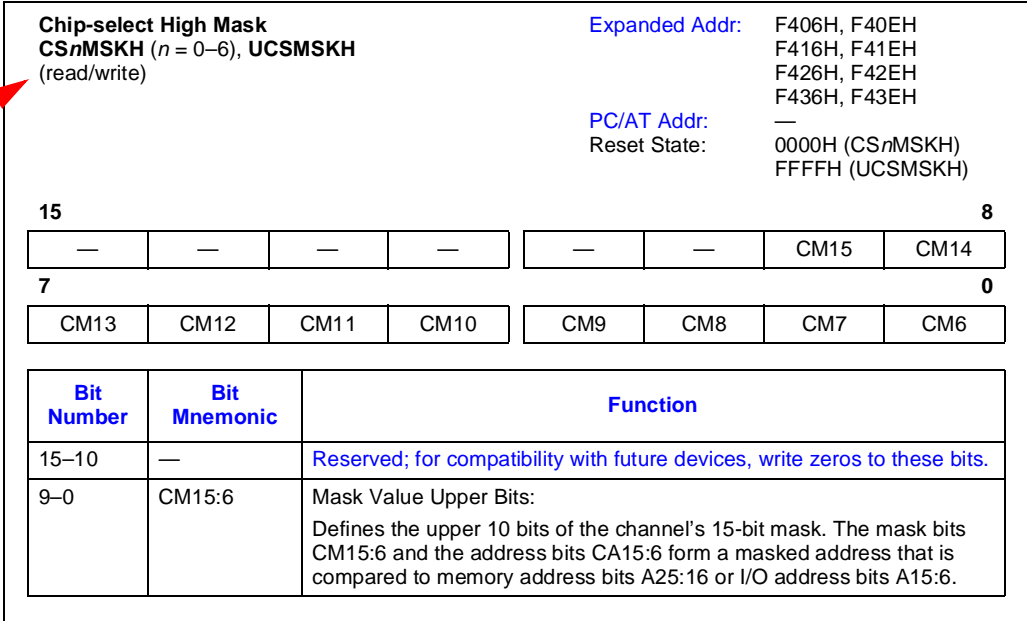 Chip-select High Mask
CSnMSKH (n = 0–6), UCSMSKH
(read/write)
Expanded Addr: F406H, F40EH
F416H, F41EH
F426H, F42EH
F436H, F43EH
PC/AT Addr: —
Reset State: 0000H (CSnMSKH)
FFFFH (UCSMSKH)
15 8
— — — — — — CM15 CM14
7 0
CM13 CM12 CM11 CM10 CM9 CM8 CM7 CM6
Bit Number Bit Mnemonic Function
15–10 — Reserved; for compatibility with future devices, write zeros to these bits.
9–0 CM15:6 Mask Value Upper Bits:
Defines the upper 10 bits of the channel’s 15-bit mask. The mask bits
CM15:6 and the address bits CA15:6 form a masked address that is
compared to memory address bits A25:16 or I/O address bits A15:6.